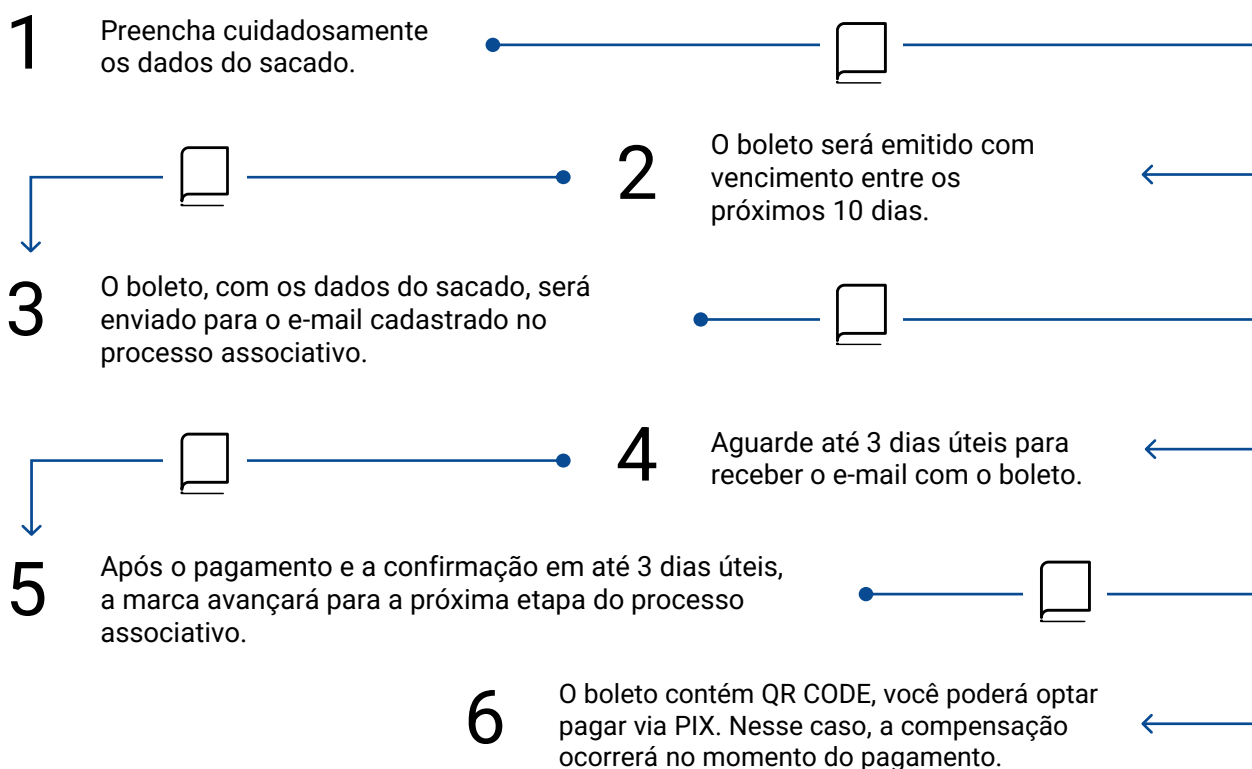 1
Preencha cuidadosamente
os dados do sacado.
2
O boleto será emitido com
vencimento entre os
próximos 10 dias.
3
O boleto, com os dados do sacado, será
enviado para o e-mail cadastrado no
processo associativo.
4
Aguarde até 3 dias úteis para
receber o e-mail com o boleto.
5
Após o pagamento e a confirmação em até 3 dias úteis,
a marca avançará para a próxima etapa do processo
associativo.
6
O boleto contém QR CODE, você poderá optar
pagar via PIX. Nesse caso, a compensação
ocorrerá no momento do pagamento.